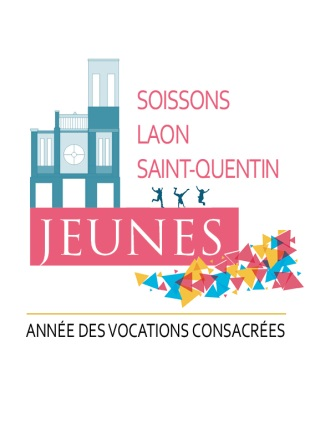 SOISSONS
LAON
SAINT-QUENTIN
JEUNES
ANNÉE DES VOCATIONS CONSACRÉES